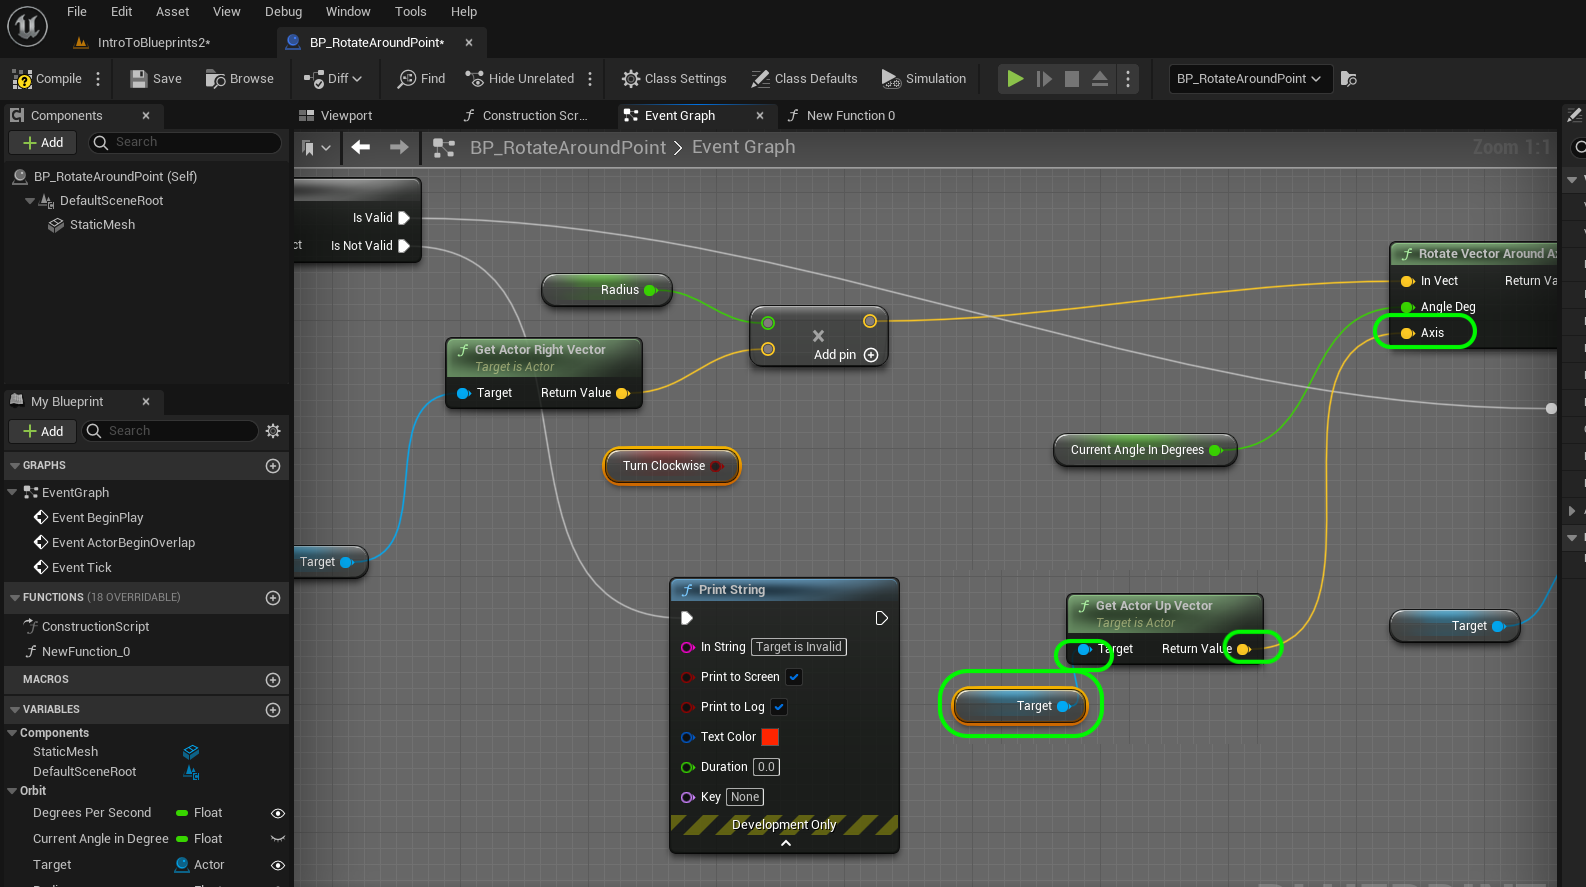 File Edit Asset View Debug Window Tools Help
IntroToBlueprints2*
BP_RotateAroundPoint*
Compile Save Browse Diff Find Hide Unrelated Class Settings Class Defaults Simulation BP_RotateAroundPoint
Components
Add
Search
BP_RotateAroundPoint (Self)
DefaultSceneRoot
StaticMesh
My Blueprint
Add
Search
GRAPHS
EventGraph
Event BeginPlay
Event ActorBeginOverlap
Event Tick
FUNCTIONS (18 OVERRIDABLE)
ConstructionScript
NewFunction_0
MACROS
VARIABLES
Components
StaticMesh
DefaultSceneRoot
Orbit
Degrees Per Second Float
Current Angle in Degree Float
Target Actor
Viewport
Construction Scr...
Event Graph
New Function 0
BP_RotateAroundPoint > Event Graph
Zoom 1:1
Is Valid
ct Is Not Valid
Radius
Get Actor Right Vector
Target is Actor
Target Return Value
Add pin
Turn Clockwise
Target
Rotate Vector Around A
In Vect Return Va
Angle Deg
Axis
Current Angle In Degrees
Print String
In String Target is Invalid
Print to Screen
Print to Log
Text Color
Duration 0.0
Key None
Development Only
Get Actor Up Vector
Target is Actor
Target Return Value
Target
Target